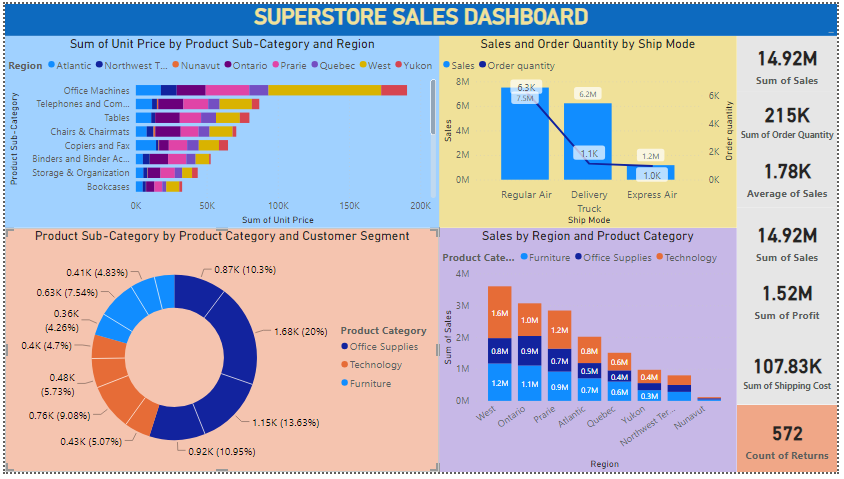 SUPERSTORE SALES DASHBOARD
Sum of Unit Price by Product Sub-Category and Region
Region Atlantic Northwest T... Nunavut Ontario Prarie Quebec West Yukon
Product Sub-Category
Office Machines
Telephones and Com...
Tables
Chairs & Chairmats
Copiers and Fax
Binders and Binder Ac...
Storage & Organization
Bookcases
0K 50K 100K 150K 200K
Sum of Unit Price
Sales and Order Quantity by Ship Mode
Sales Order quantity
Sales
8M
6M
4M
2M
0M
6.3K
7.5M
6.2M
1.1K
1.2M
1.0K
6K
4K
2K
0K
Order quantity
Regular Air Delivery Truck Express Air
Ship Mode
14.92M
Sum of Sales
215K
Sum of Order Quantity
1.78K
Average of Sales
Product Sub-Category by Product Category and Customer Segment
0.87K (10.3%)
1.68K (20%)
1.15K (13.63%)
0.92K (10.95%)
0.43K (5.07%)
0.76K (9.08%)
0.48K
(5.73%)
0.4K (4.7%)
0.36K
(4.26%)
0.63K (7.54%)
0.41K (4.83%)
Product Category
Office Supplies
Technology
Furniture
Sales by Region and Product Category
Product Cate... Furniture Office Supplies Technology
Sum of Sales
4M
3M
2M
1M
0M
1.6M
0.8M
1.2M
1.0M
0.9M
1.1M
1.2M
0.7M
0.9M
0.8M
0.5M
0.7M
0.6M
0.4M
0.6M
0.4M
0.3M
West Ontario Prarie Atlantic Quebec Yukon Northwest Ter... Nunavut
Region
14.92M
Sum of Sales
1.52M
Sum of Profit
107.83K
Sum of Shipping Cost
572
Count of Returns